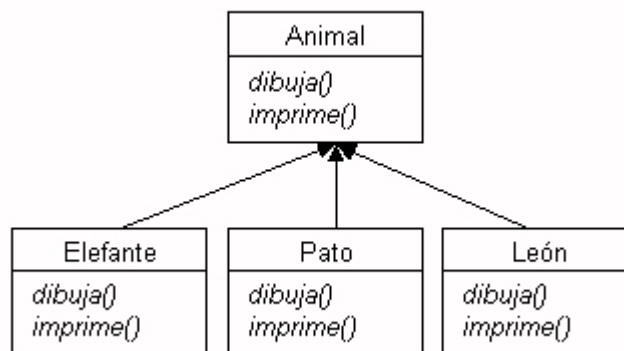 Animal
dibuja()
imprime()
Elefante
dibuja()
imprime()
Pato
dibuja()
imprime()
León
dibuja()
imprime()